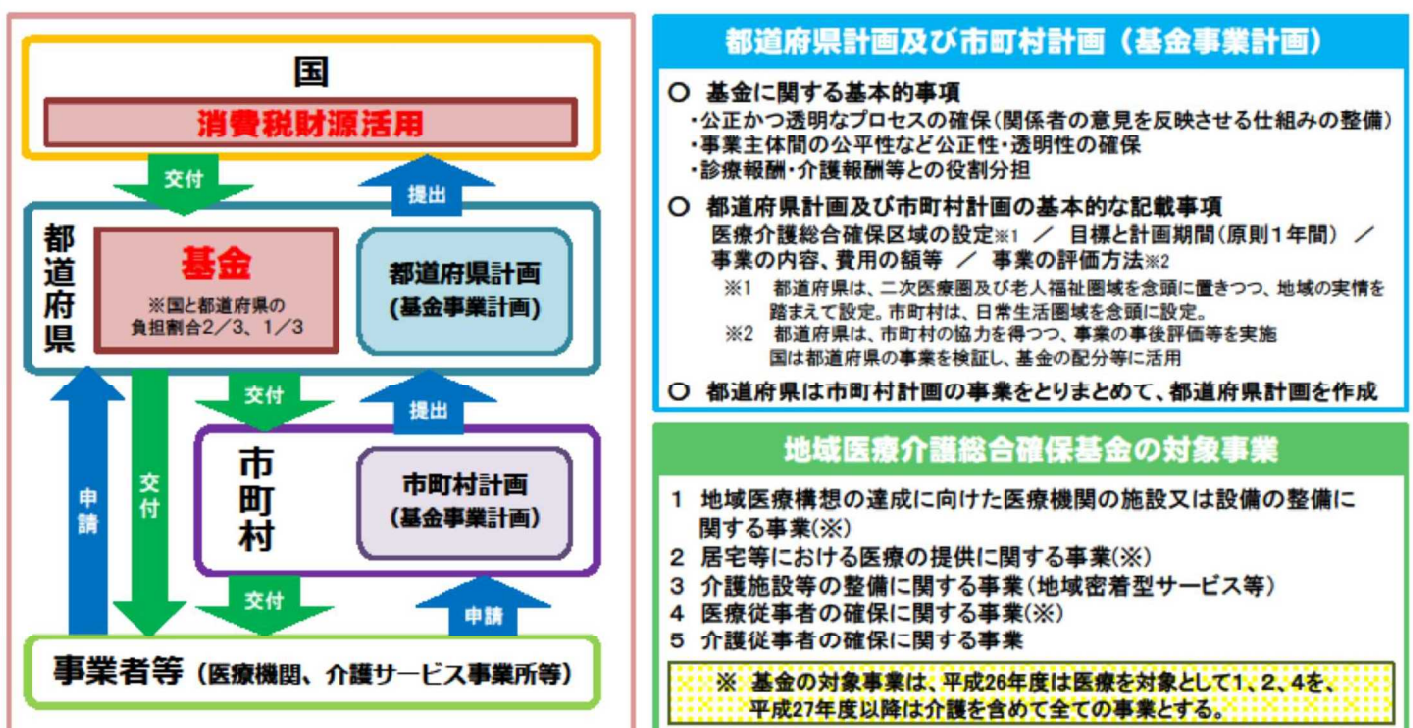 国
消費税財源活用
交付
提出
都道府県
基金
※国と都道府県の
負担割合2/3、1/3
都道府県計画
(基金事業計画)
申請
交付
交付
提出
市町村
市町村計画
(基金事業計画)
交付
申請
事業者等(医療機関、介護サービス事業所等)
都道府県計画及び市町村計画(基金事業計画)
○ 基金に関する基本的事項
・公正かつ透明なプロセスの確保(関係者の意見を反映させる仕組みの整備)
・事業主体間の公平性など公正性・透明性の確保
・診療報酬・介護報酬等との役割分担
○ 都道府県計画及び市町村計画の基本的な記載事項
医療介護総合確保区域の設定※1 / 目標と計画期間(原則1年間) /
事業の内容、費用の額等 / 事業の評価方法※2
※1 都道府県は、二次医療圏及び老人福祉圏域を念頭に置きつつ、地域の実情を
踏まえて設定。市町村は、日常生活圏域を念頭に設定。
※2 都道府県は、市町村の協力を得つつ、事業の事後評価等を実施
国は都道府県の事業を検証し、基金の配分等に活用
○ 都道府県は市町村計画の事業をとりまとめて、都道府県計画を作成
地域医療介護総合確保基金の対象事業
1 地域医療構想の達成に向けた医療機関の施設又は設備の整備に
関する事業(※)
2 居宅等における医療の提供に関する事業(※)
3 介護施設等の整備に関する事業(地域密着型サービス等)
4 医療従事者の確保に関する事業(※)
5 介護従事者の確保に関する事業
※ 基金の対象事業は、平成26年度は医療を対象として1、2、4を、
平成27年度以降は介護を含めて全ての事業とする。